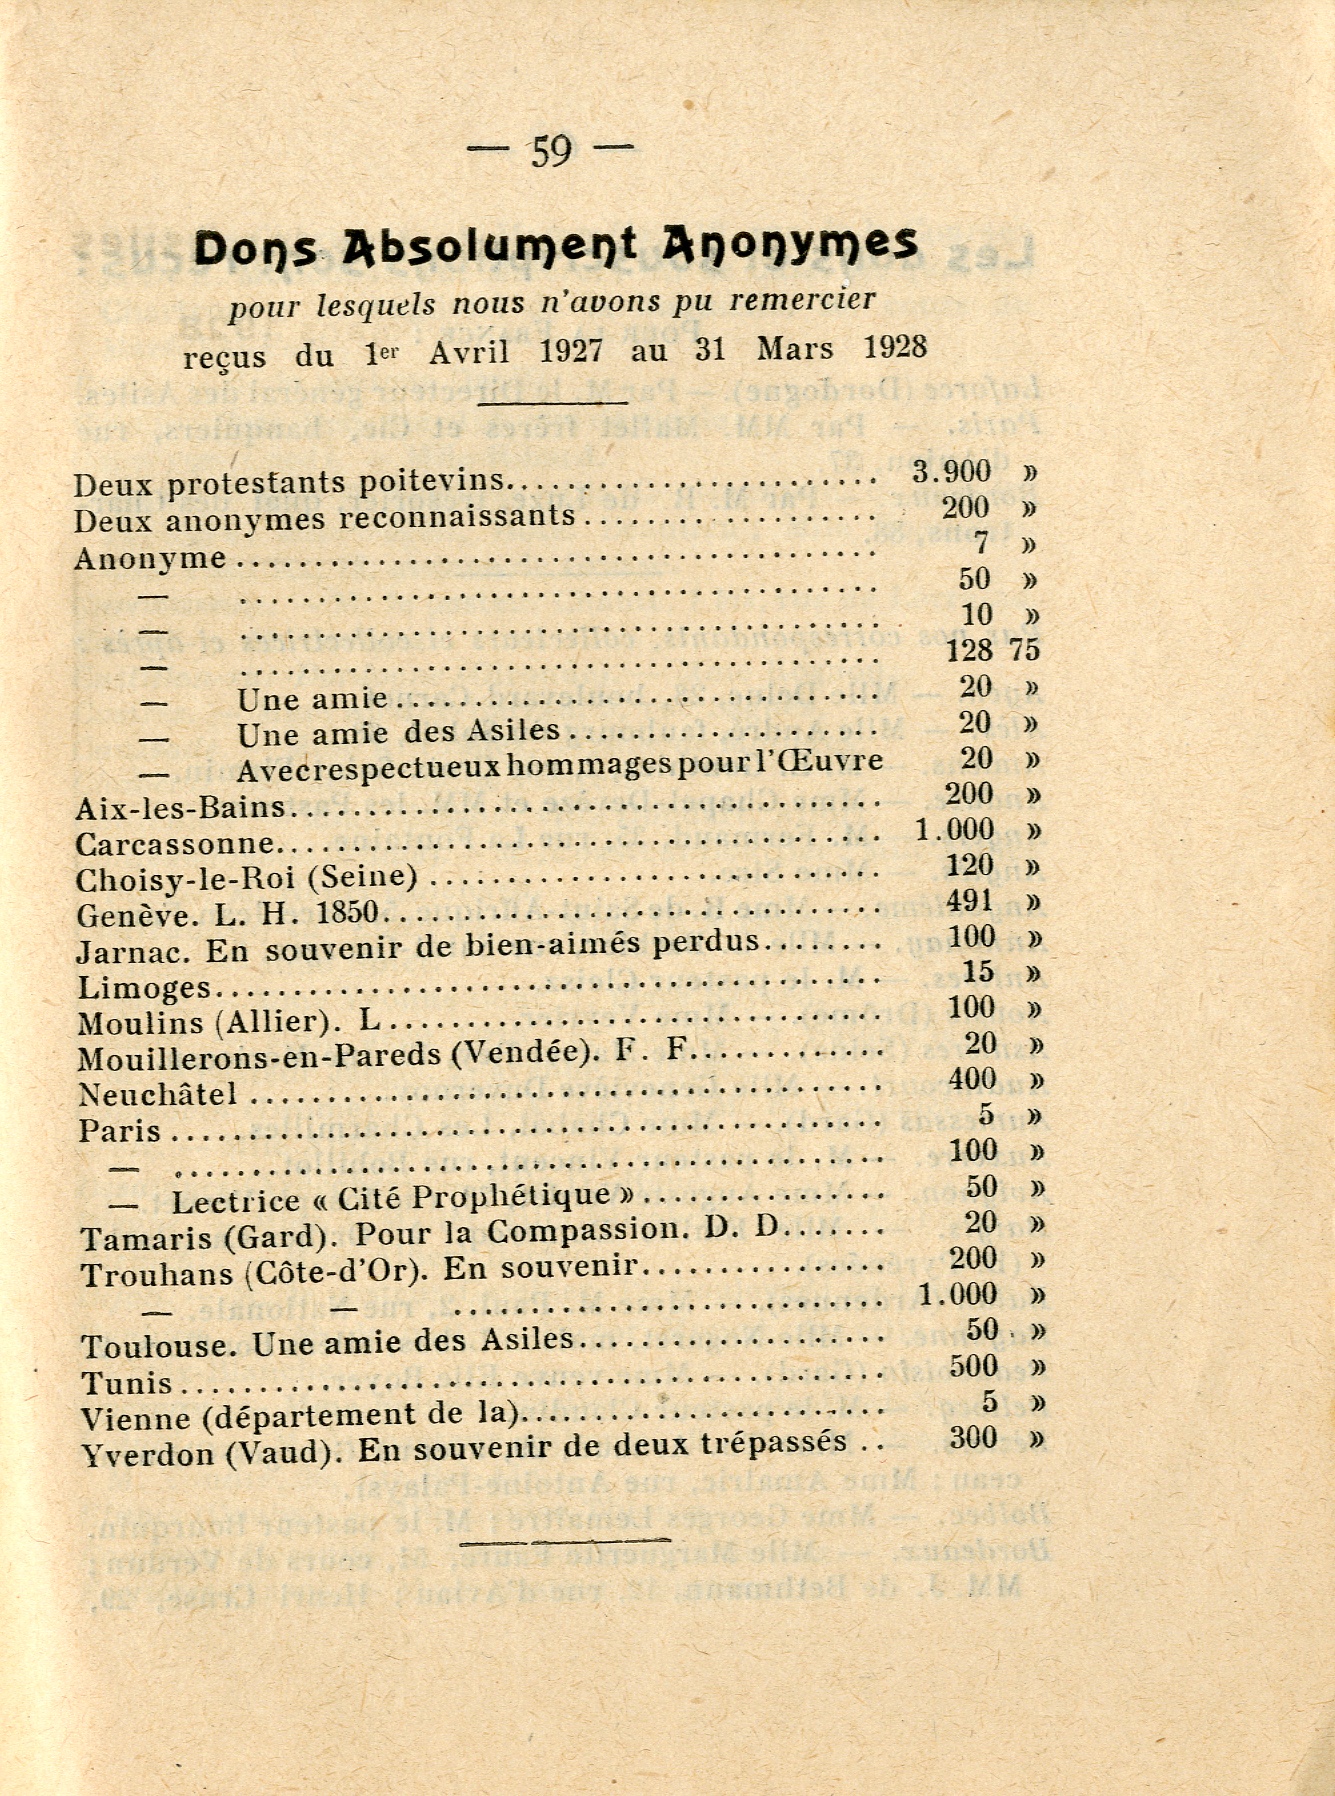 — 59 —
Dons Absolument Anonymes
pour lesquels nous n'avons pu remercier
reçus du 1er Avril 1927 au 31 Mars 1928
Deux protestants poitevins........................ 3.900 »
Deux anonymes reconnaissants................... 200 »
Anonyme......................................... 7 »
— ......................................... 50 »
— ......................................... 10 »
— ......................................... 128 75
— Une amie............................... 20 »
— Une amie des Asiles.................... 20 »
— Avec respectueux hommages pour l'Œuvre 20 »
Aix-les-Bains...................................... 200 »
Carcassonne....................................... 1.000 »
Choisy-le-Roi (Seine)............................. 120 »
Genève. L. H. 1850................................ 491 »
Jarnac. En souvenir de bien-aimés perdus........ 100 »
Limoges........................................... 15 »
Moulins (Allier). L................................ 100 »
Mouillerons-en-Pareds (Vendée). F. F............. 20 »
Neuchâtel......................................... 400 »
Paris.............................................. 5 »
— .............................................. 100 »
— Lectrice « Cité Prophétique »................ 50 »
Tamaris (Gard). Pour la Compassion. D. D....... 20 »
Trouhans (Côte-d'Or). En souvenir................ 200 »
— — ............................ 1.000 »
Toulouse. Une amie des Asiles.................... 50 »
Tunis.............................................. 500 »
Vienne (département de la)....................... 5 »
Yverdon (Vaud). En souvenir de deux trépassés .. 300 »